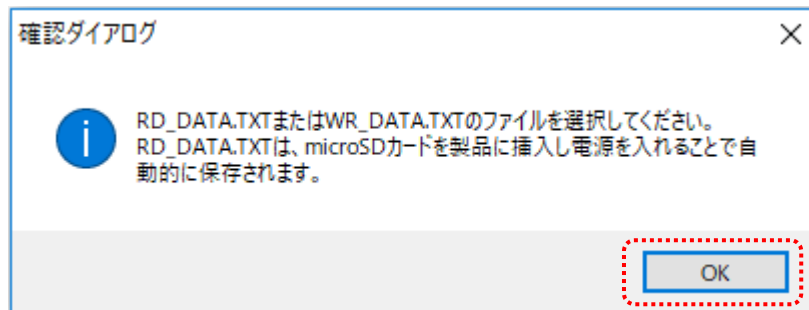 確認ダイアログ
RD_DATA.TXTまたはWR_DATA.TXTのファイルを選択してください。
RD_DATA.TXTは、microSDカードを製品に挿入し電源を入れることで自
動的に保存されます。
OK